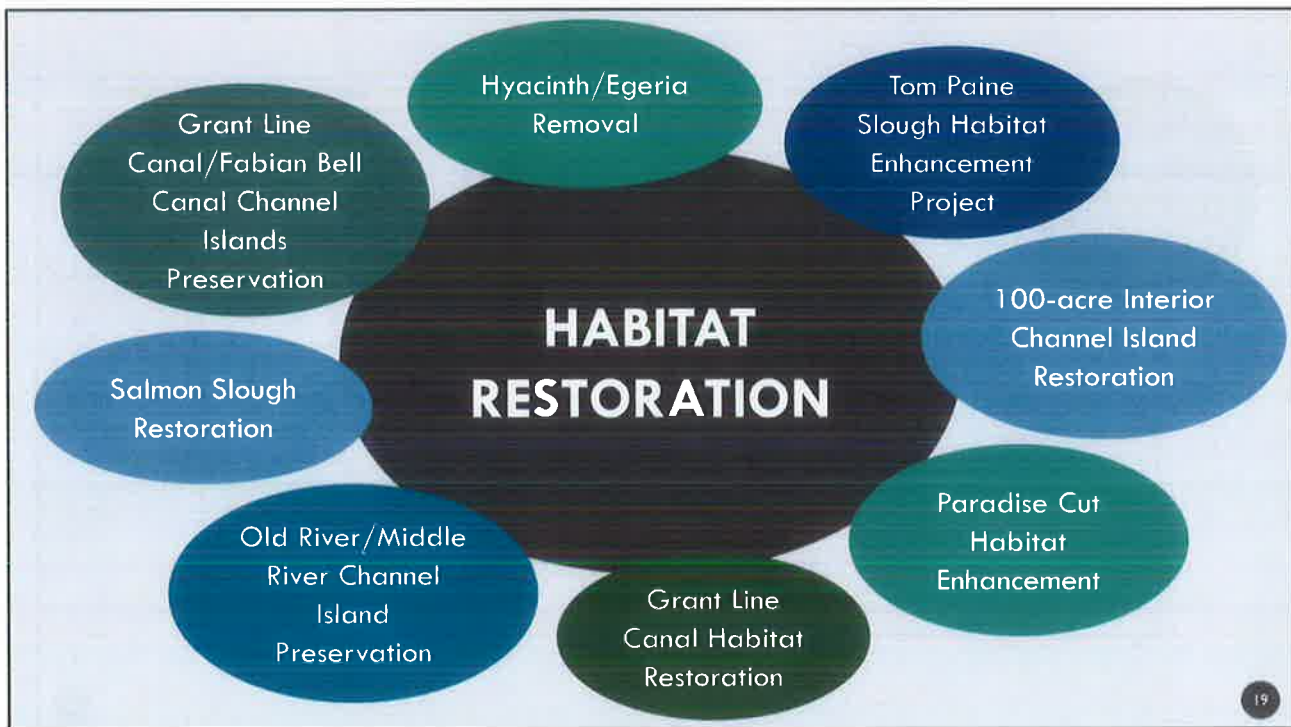 Hyacinth/Egeria
Removal
Tom Paine
Slough Habitat
Enhancement
Project
100-acre Interior
Channel Island
Restoration
Paradise Cut
Habitat
Enhancement
Grant Line
Canal Habitat
Restoration
Old River/Middle
River Channel
Island
Preservation
Salmon Slough
Restoration
Grant Line
Canal/Fabian Bell
Canal Channel
Islands
Preservation
HABITAT
RESTORATION
19